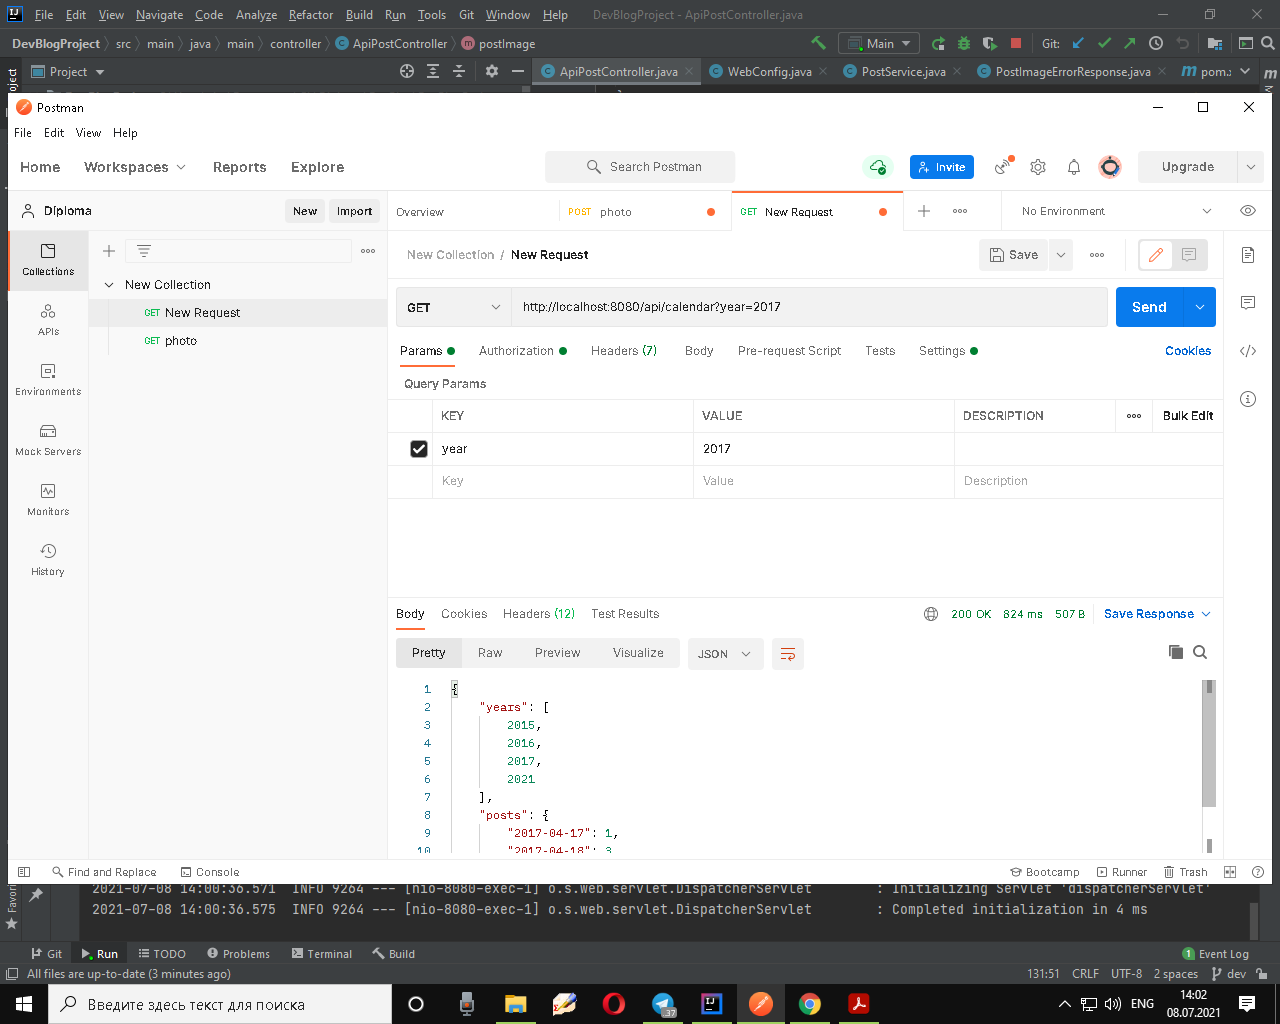 File Edit View Navigate Code Analyze Refactor Build Run Tools Git Window Help DevBlogProject - ApiPostController.java
DevBlogProject src main java main controller ApiPostController postImage Main Git:
Project ApiPostController.java WebConfig.java PostService.java PostImageErrorResponse.java
Postman
File Edit View Help
Home Workspaces Reports Explore Search Postman Invite Upgrade
Diploma New Import Overview POST photo GET New Request No Environment
Collections
APIs
Environments
Mock Servers
Monitors
History
New Collection
GET New Request
GET photo
New Collection / New Request Save
GET http://localhost:8080/api/calendar?year=2017 Send
Params Authorization Headers (7) Body Pre-request Script Tests Settings Cookies
Query Params
KEY VALUE DESCRIPTION Bulk Edit
year 2017
Key Value Description
Body Cookies Headers (12) Test Results 200 OK 824 ms 507 B Save Response
Pretty Raw Preview Visualize JSON
1 {
2 "years": [
3 2015,
4 2016,
5 2017,
6 2021
7 ],
8 "posts": {
9 "2017-04-17": 1,
10 "2017-04-18": 3
Find and Replace Console Bootcamp Runner Trash
2021-07-08 14:00:36.571 INFO 9264 --- [nio-8080-exec-1] o.s.web.servlet.DispatcherServlet : Initializing Servlet 'dispatcherServlet'
2021-07-08 14:00:36.575 INFO 9264 --- [nio-8080-exec-1] o.s.web.servlet.DispatcherServlet : Completed initialization in 4 ms
Git Run TODO Problems Terminal Build 1 Event Log
All files are up-to-date (3 minutes ago) 131:51 CRLF UTF-8 2 spaces dev
Введите здесь текст для поиска .37 ENG 14:02
08.07.2021